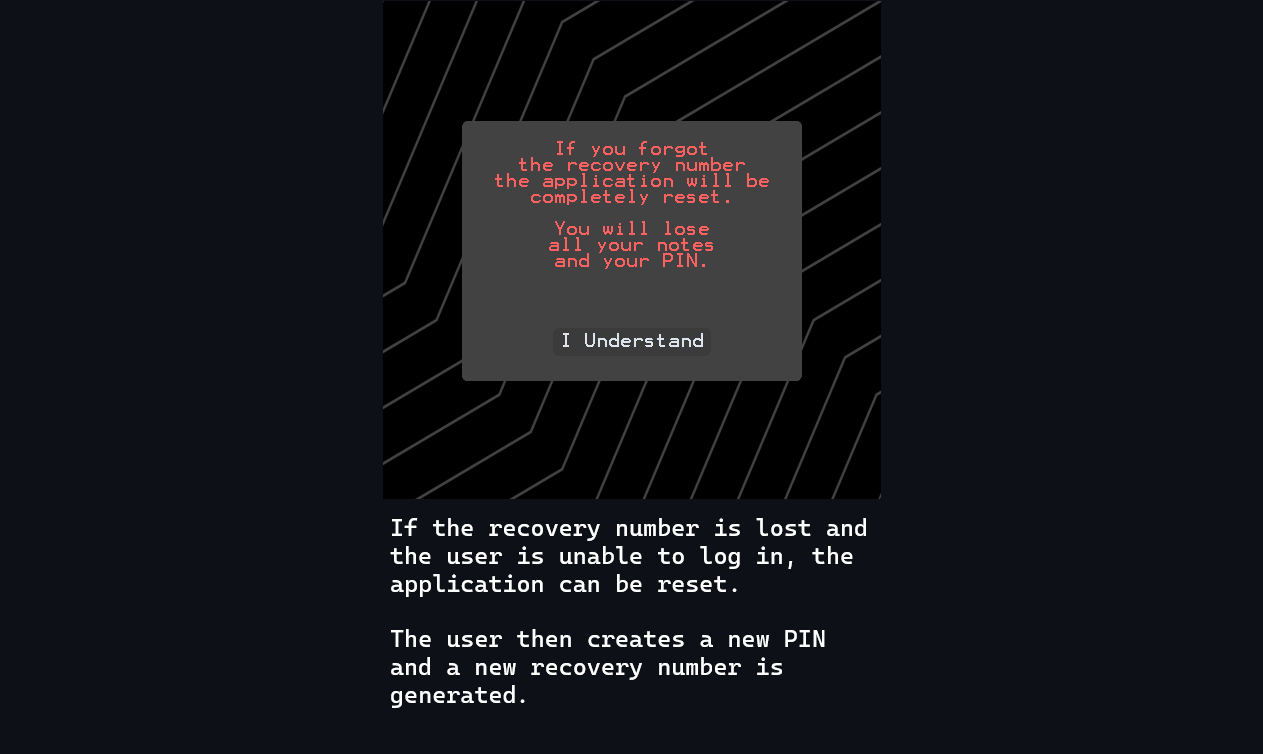 If you forgot
the recovery number
the application will be
completely reset.
You will lose
all your notes
and your PIN.
I Understand
If the recovery number is lost and
the user is unable to log in, the
application can be reset.
The user then creates a new PIN
and a new recovery number is
generated.